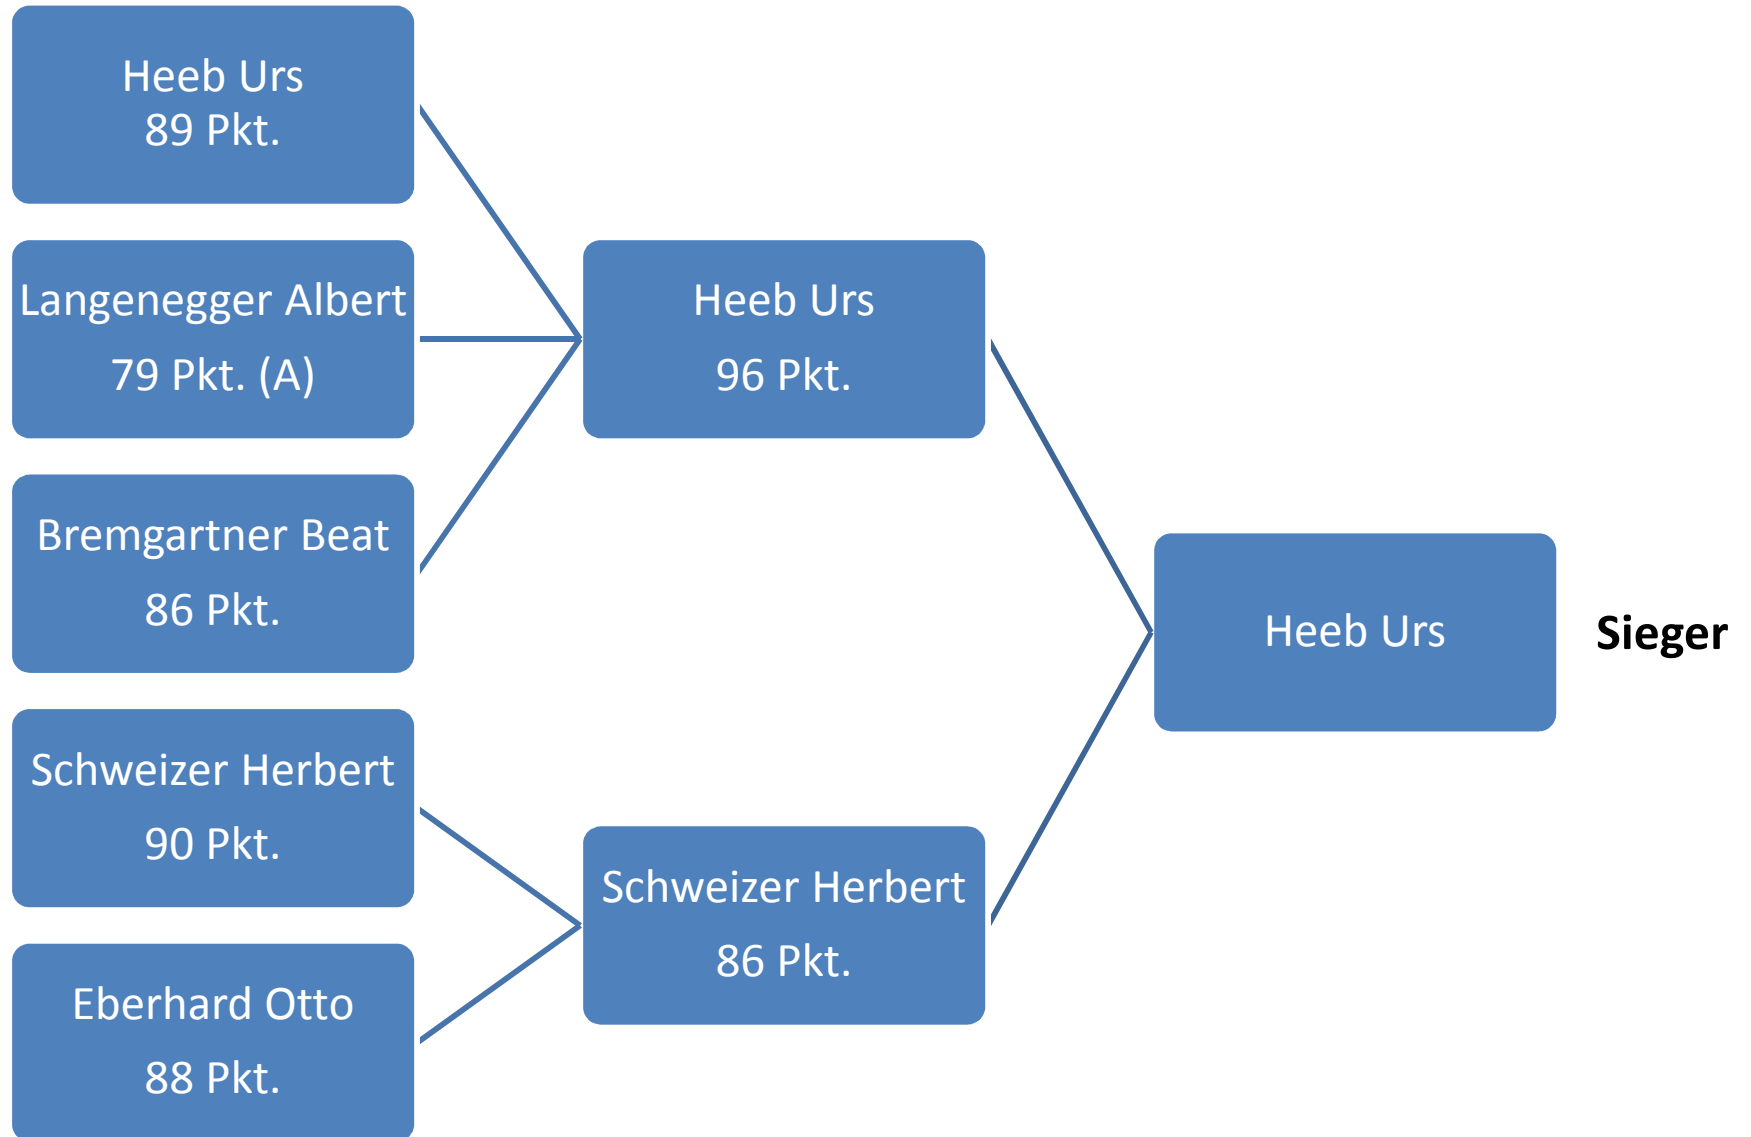 Heeb Urs
89 Pkt.
Langenegger Albert
79 Pkt. (A)
Bremgartner Beat
86 Pkt.
Schweizer Herbert
90 Pkt.
Eberhard Otto
88 Pkt.
Heeb Urs
96 Pkt.
Schweizer Herbert
86 Pkt.
Heeb Urs
Sieger